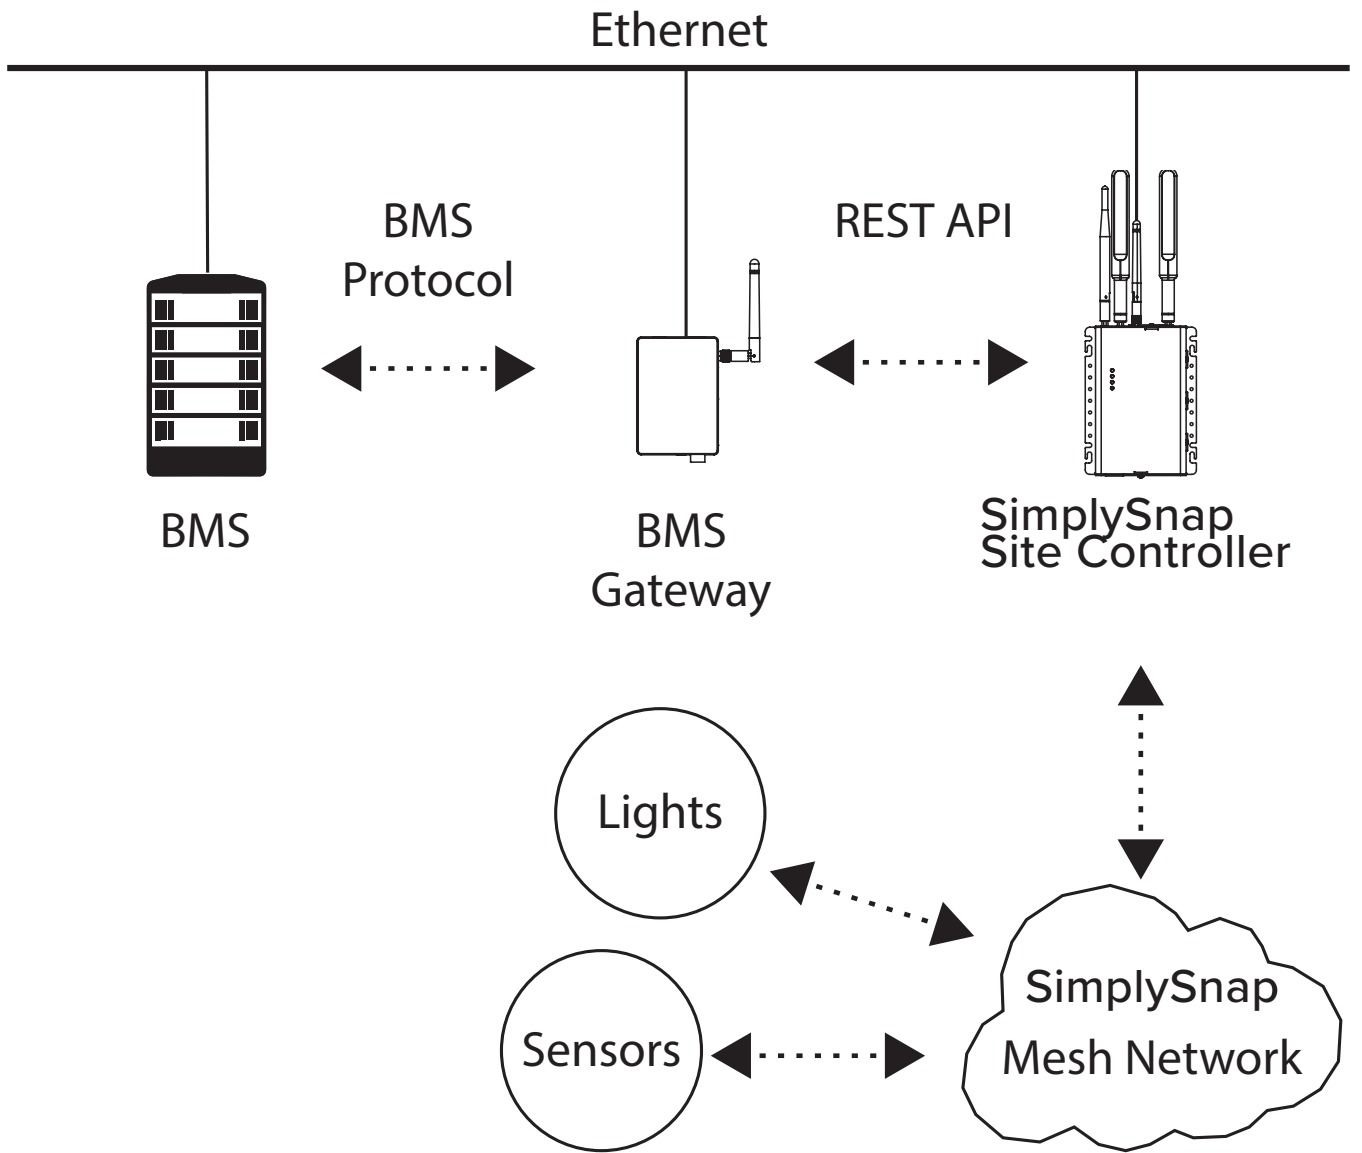 Ethernet
BMS
Protocol
REST API
BMS
BMS
Gateway
SimplySnap
Site Controller
Lights
Sensors
SimplySnap
Mesh Network